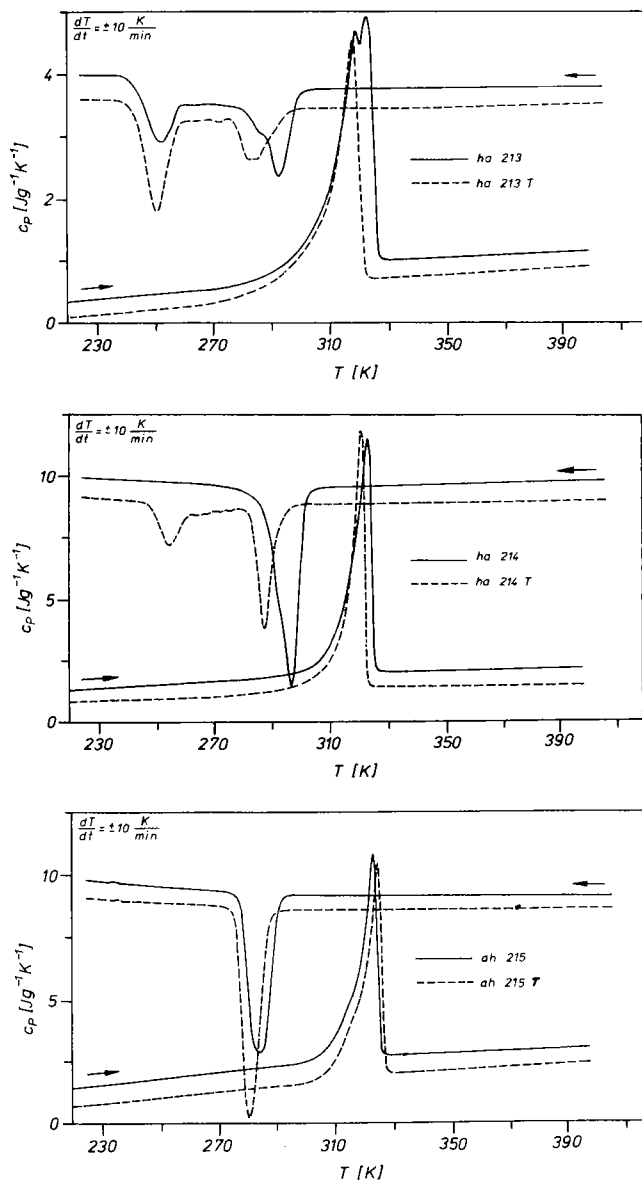 dT/dt = ±10 K/min
c_P [Jg⁻¹K⁻¹]
4
2
0
ha 213
ha 213 T
230 270 310 350 390
T [K]
dT/dt = ±10 K/min
c_P [Jg⁻¹K⁻¹]
10
5
0
ha 214
ha 214 T
230 270 310 350 390
T [K]
dT/dt = ±10 K/min
c_P [Jg⁻¹K⁻¹]
10
5
0
ah 215
ah 215 T
230 270 310 350 390
T [K]